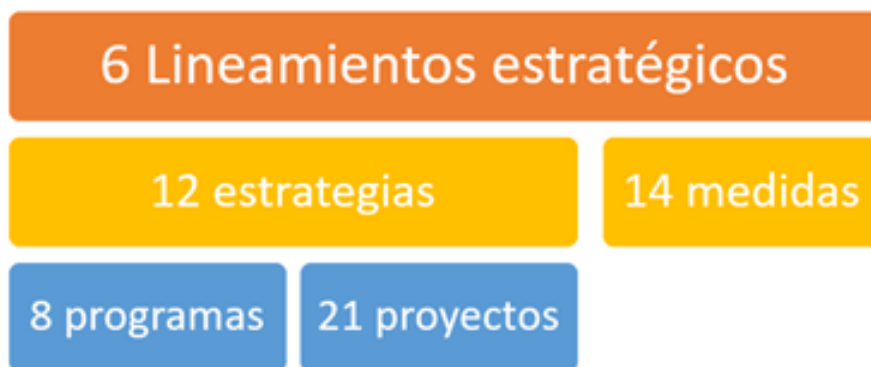 6 Lineamientos estratégicos
12 estrategias
14 medidas
8 programas
21 proyectos